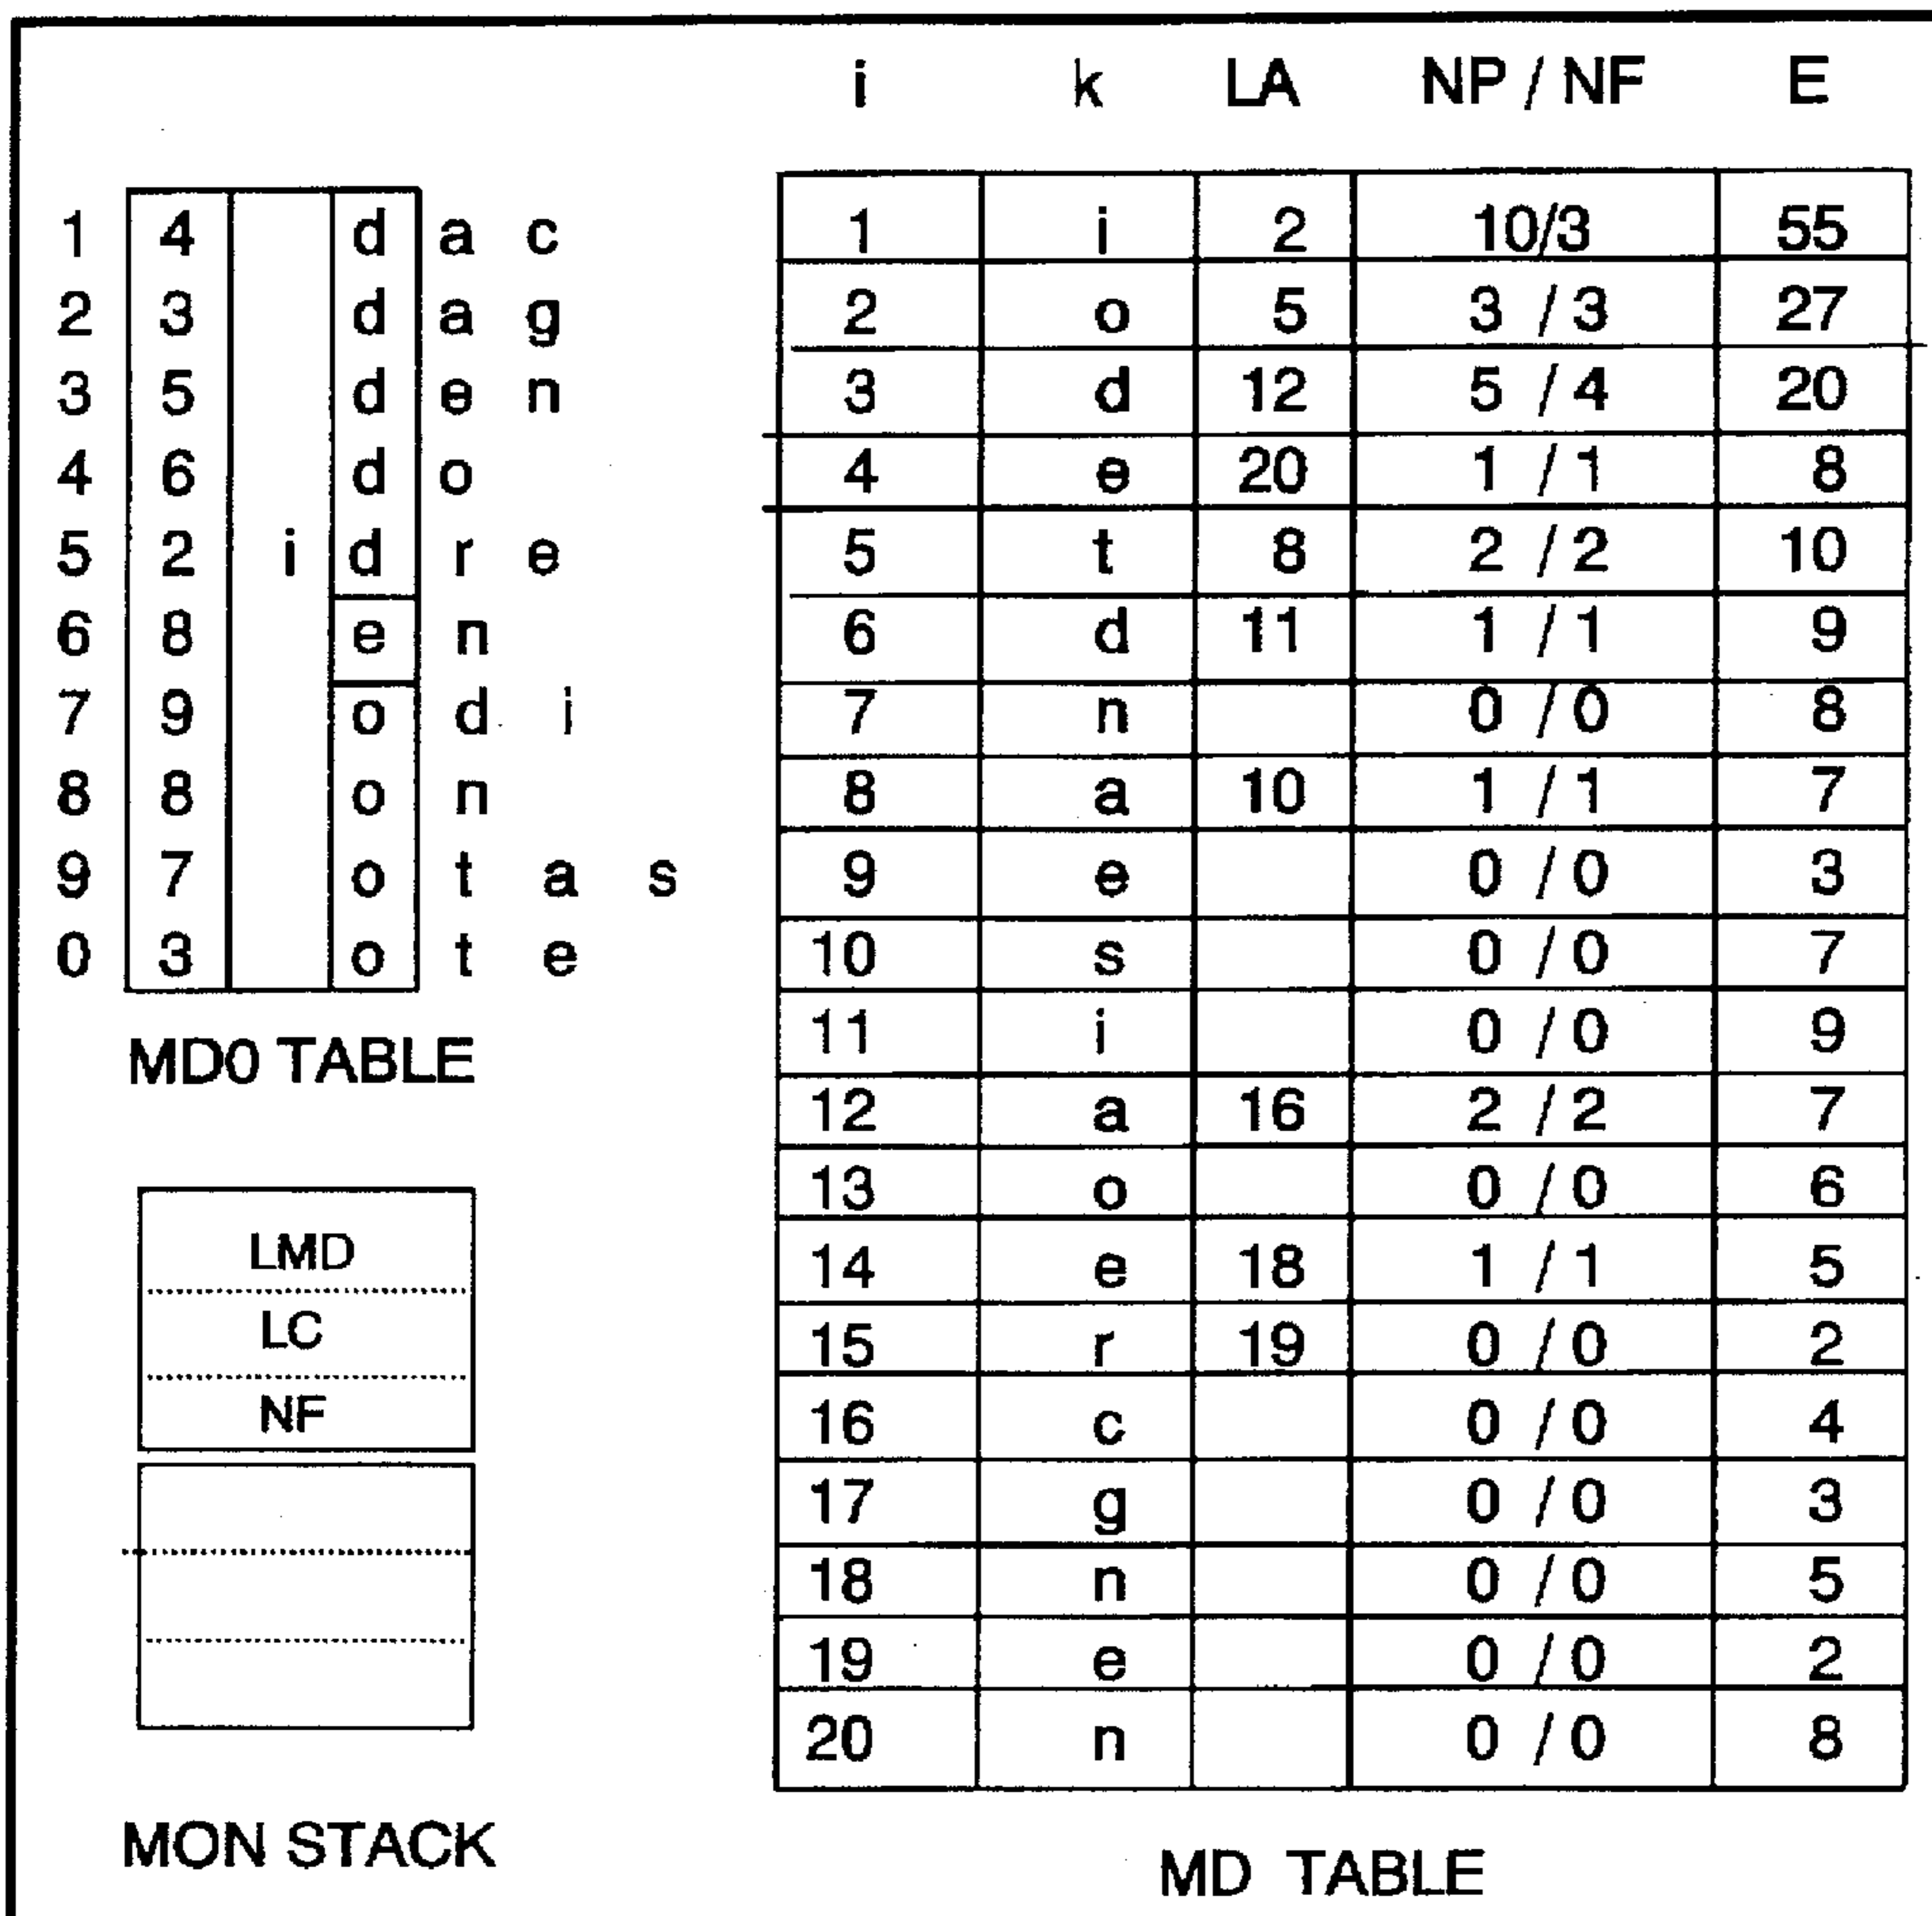 i k LA NP / NF E
1 4 d a c
2 3 d a g
3 5 d e n
4 6 d o
5 2 i d r e
6 8 e n
7 9 o d i
8 8 o n
9 7 o t a s
0 3 o t e
MD0 TABLE
LMD
LC
NF
MON STACK
1 i 2 10/3 55
2 o 5 3 / 3 27
3 d 12 5 / 4 20
4 e 20 1 / 1 8
5 t 8 2 / 2 10
6 d 11 1 / 1 9
7 n 0 / 0 8
8 a 10 1 / 1 7
9 e 0 / 0 3
10 s 0 / 0 7
11 i 0 / 0 9
12 a 16 2 / 2 7
13 o 0 / 0 6
14 e 18 1 / 1 5
15 r 19 0 / 0 2
16 c 0 / 0 4
17 g 0 / 0 3
18 n 0 / 0 5
19 e 0 / 0 2
20 n 0 / 0 8
MD TABLE